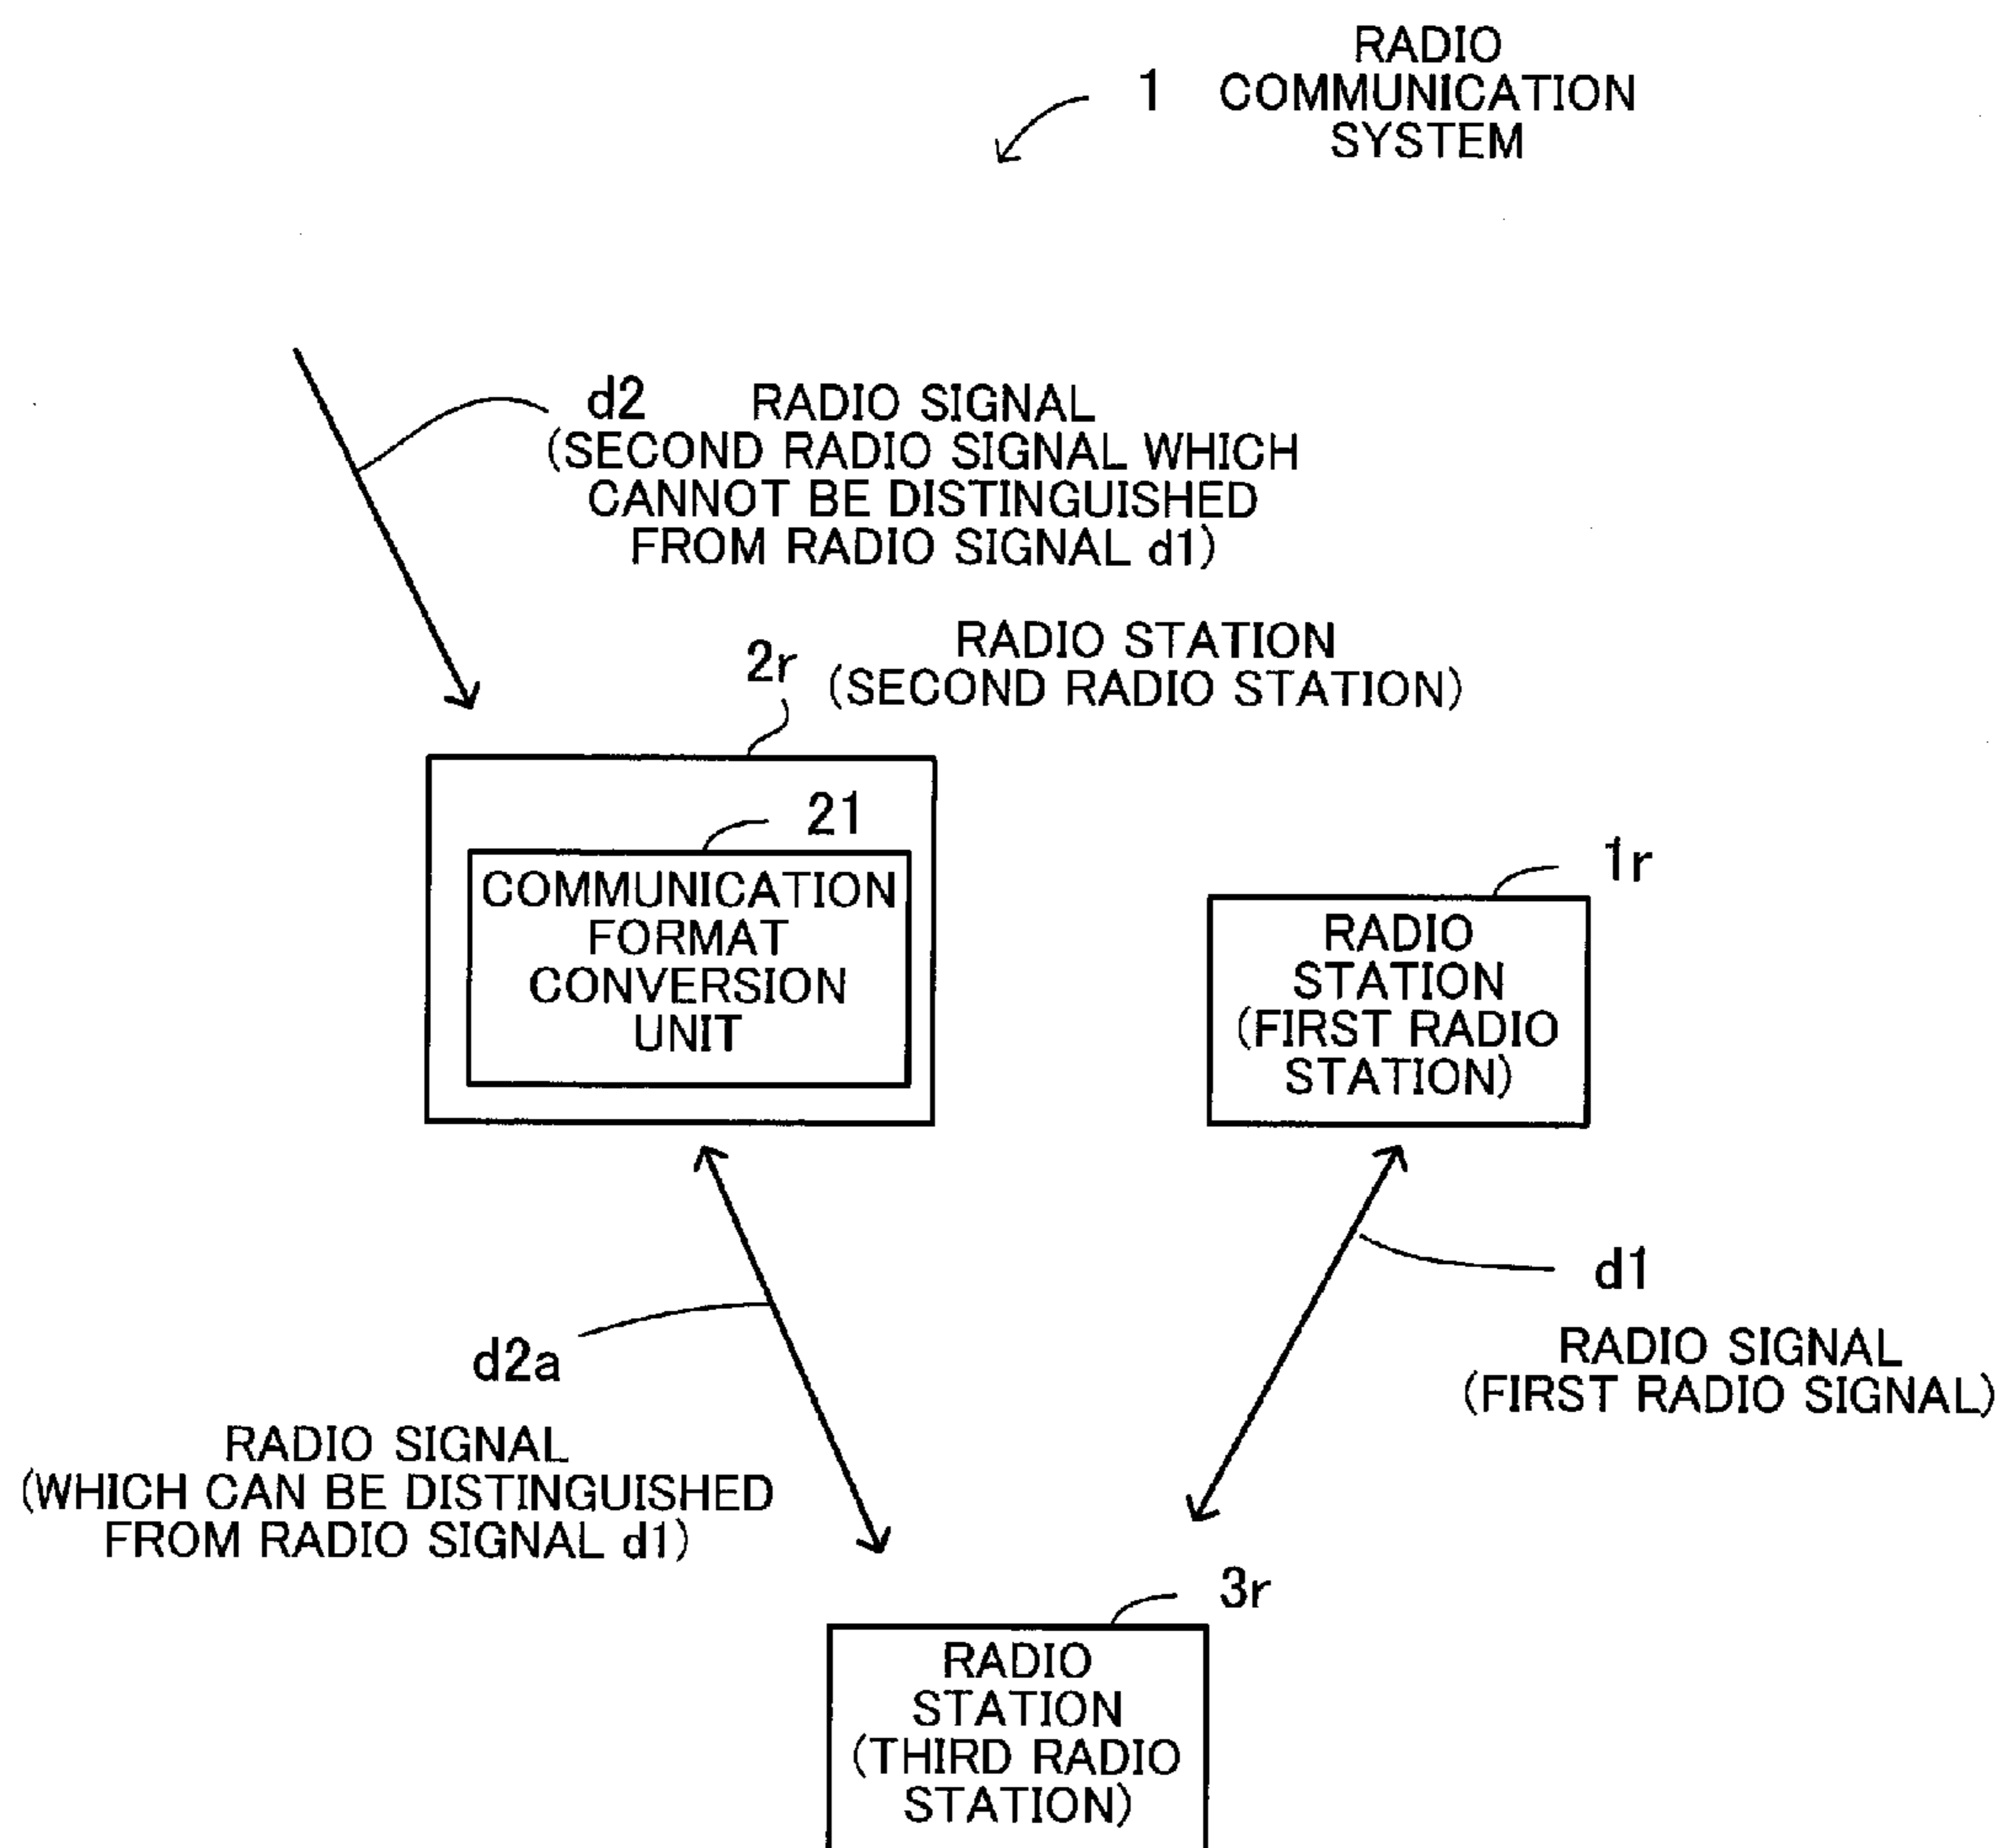 1
RADIO
COMMUNICATION
SYSTEM
d2
RADIO SIGNAL
(SECOND RADIO SIGNAL WHICH
CANNOT BE DISTINGUISHED
FROM RADIO SIGNAL d1)
2r
RADIO STATION
(SECOND RADIO STATION)
21
COMMUNICATION
FORMAT
CONVERSION
UNIT
1r
RADIO
STATION
(FIRST RADIO
STATION)
d1
RADIO SIGNAL
(FIRST RADIO SIGNAL)
d2a
RADIO SIGNAL
(WHICH CAN BE DISTINGUISHED
FROM RADIO SIGNAL d1)
3r
RADIO
STATION
(THIRD RADIO
STATION)